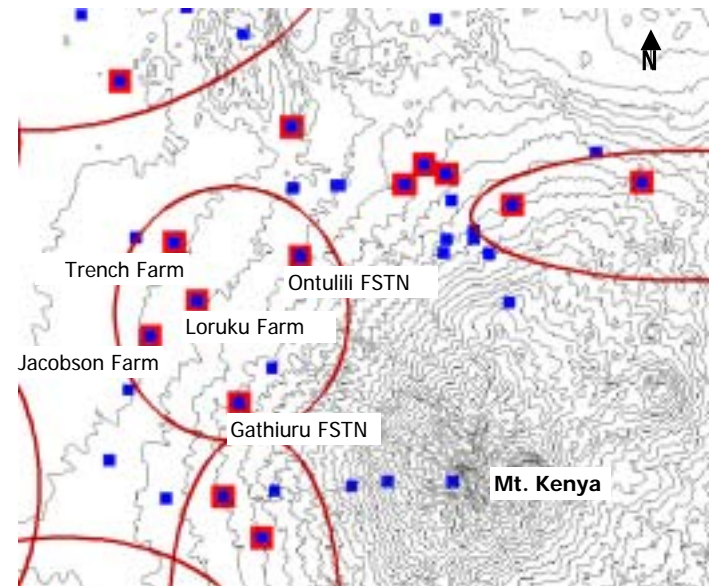 N
Trench Farm
Ontulili FSTN
Loruku Farm
Jacobson Farm
Gathiuru FSTN
Mt. Kenya